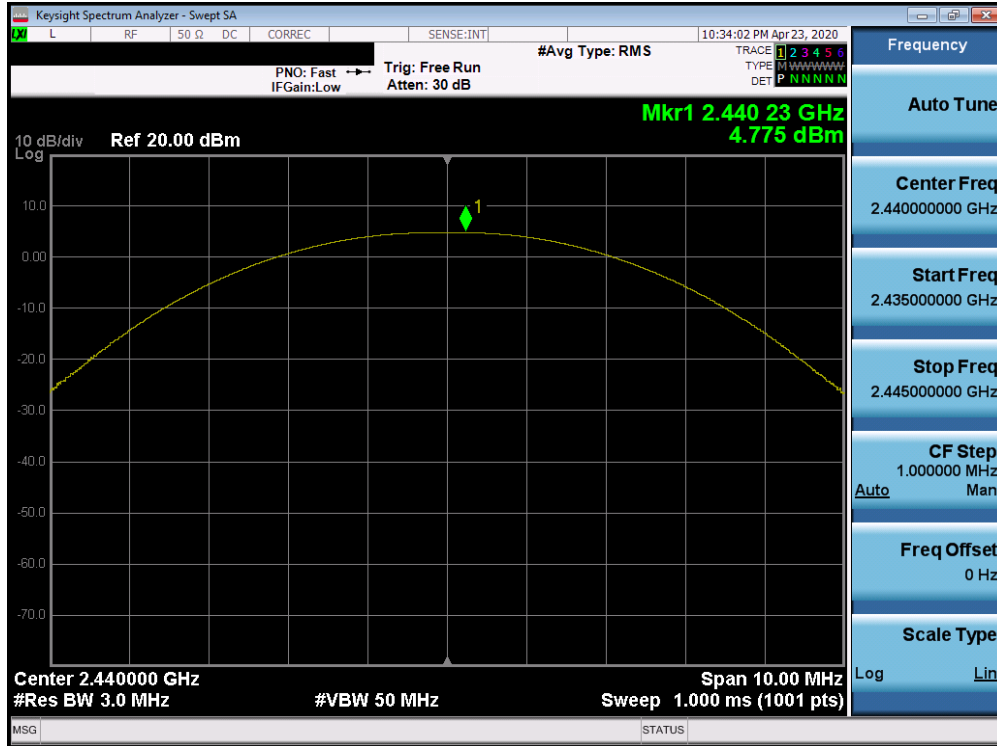 Keysight Spectrum Analyzer - Swept SA
LXI L RF 50 Ω DC CORREC SENSE:INT 10:34:02 PM Apr 23, 2020
#Avg Type: RMS
TRACE 1 2 3 4 5 6
PNO: Fast Trig: Free Run
TYPE M WWWWW
IFGain:Low Atten: 30 dB
DET P N N N N N
Mkr1 2.440 23 GHz
4.775 dBm
10 dB/div Ref 20.00 dBm
Log
10.0
1
0.00
-10.0
-20.0
-30.0
-40.0
-50.0
-60.0
-70.0
Center 2.440000 GHz Span 10.00 MHz
#Res BW 3.0 MHz #VBW 50 MHz Sweep 1.000 ms (1001 pts)
MSG STATUS
Frequency
Auto Tune
Center Freq
2.440000000 GHz
Start Freq
2.435000000 GHz
Stop Freq
2.445000000 GHz
CF Step
1.000000 MHz
Auto Man
Freq Offset
0 Hz
Scale Type
Log Lin